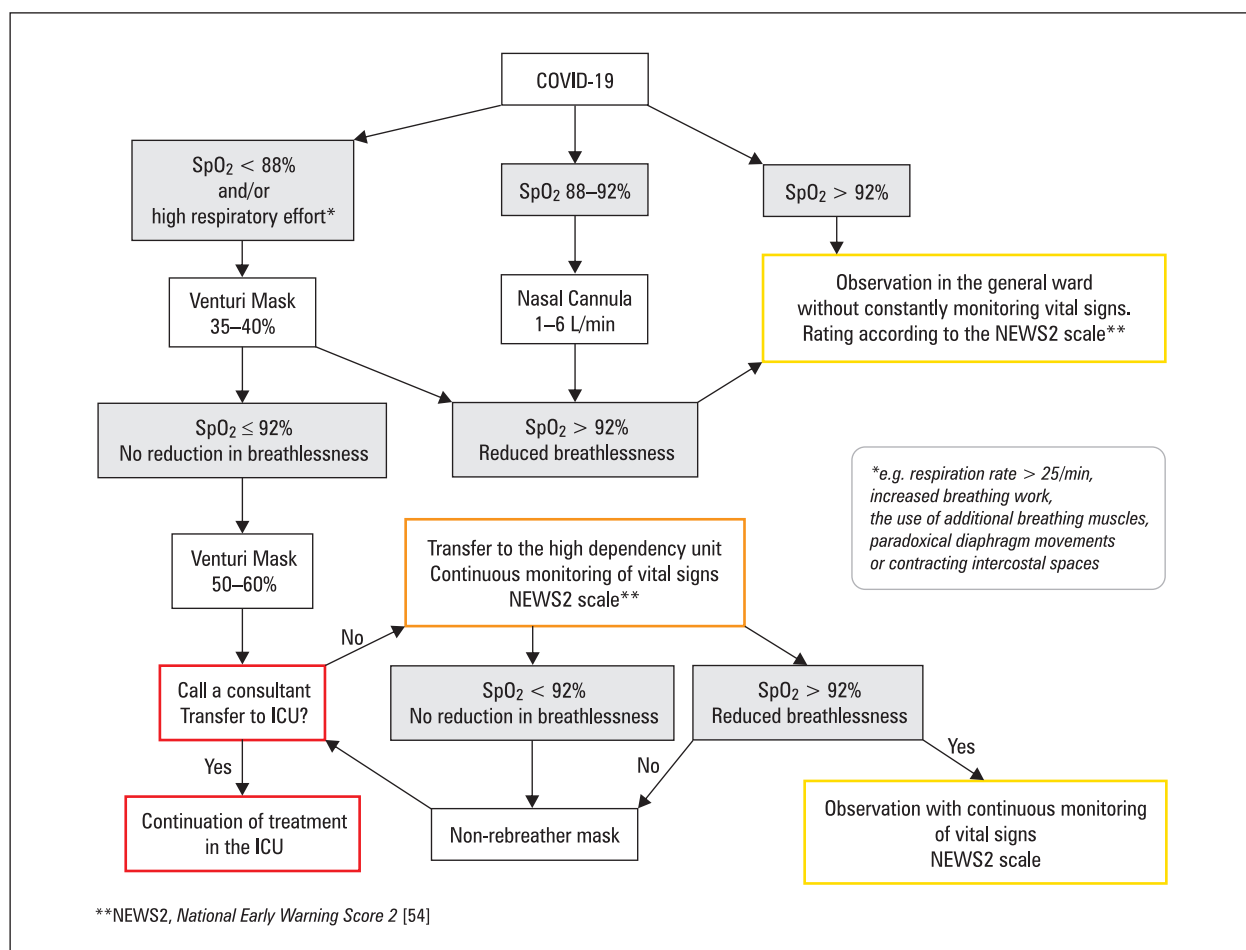 COVID-19
SpO₂ < 88%
and/or
high respiratory effort*
SpO₂ 88–92%
SpO₂ > 92%
Venturi Mask
35–40%
Nasal Cannula
1–6 L/min
Observation in the general ward
without constantly monitoring vital signs.
Rating according to the NEWS2 scale**
SpO₂ ≤ 92%
No reduction in breathlessness
SpO₂ > 92%
Reduced breathlessness
*e.g. respiration rate > 25/min,
increased breathing work,
the use of additional breathing muscles,
paradoxical diaphragm movements
or contracting intercostal spaces
Venturi Mask
50–60%
Transfer to the high dependency unit
Continuous monitoring of vital signs
NEWS2 scale**
No
Call a consultant
Transfer to ICU?
SpO₂ < 92%
No reduction in breathlessness
SpO₂ > 92%
Reduced breathlessness
Yes
No
Yes
Continuation of treatment
in the ICU
Non-rebreather mask
Observation with continuous monitoring
of vital signs
NEWS2 scale
**NEWS2, National Early Warning Score 2 [54]